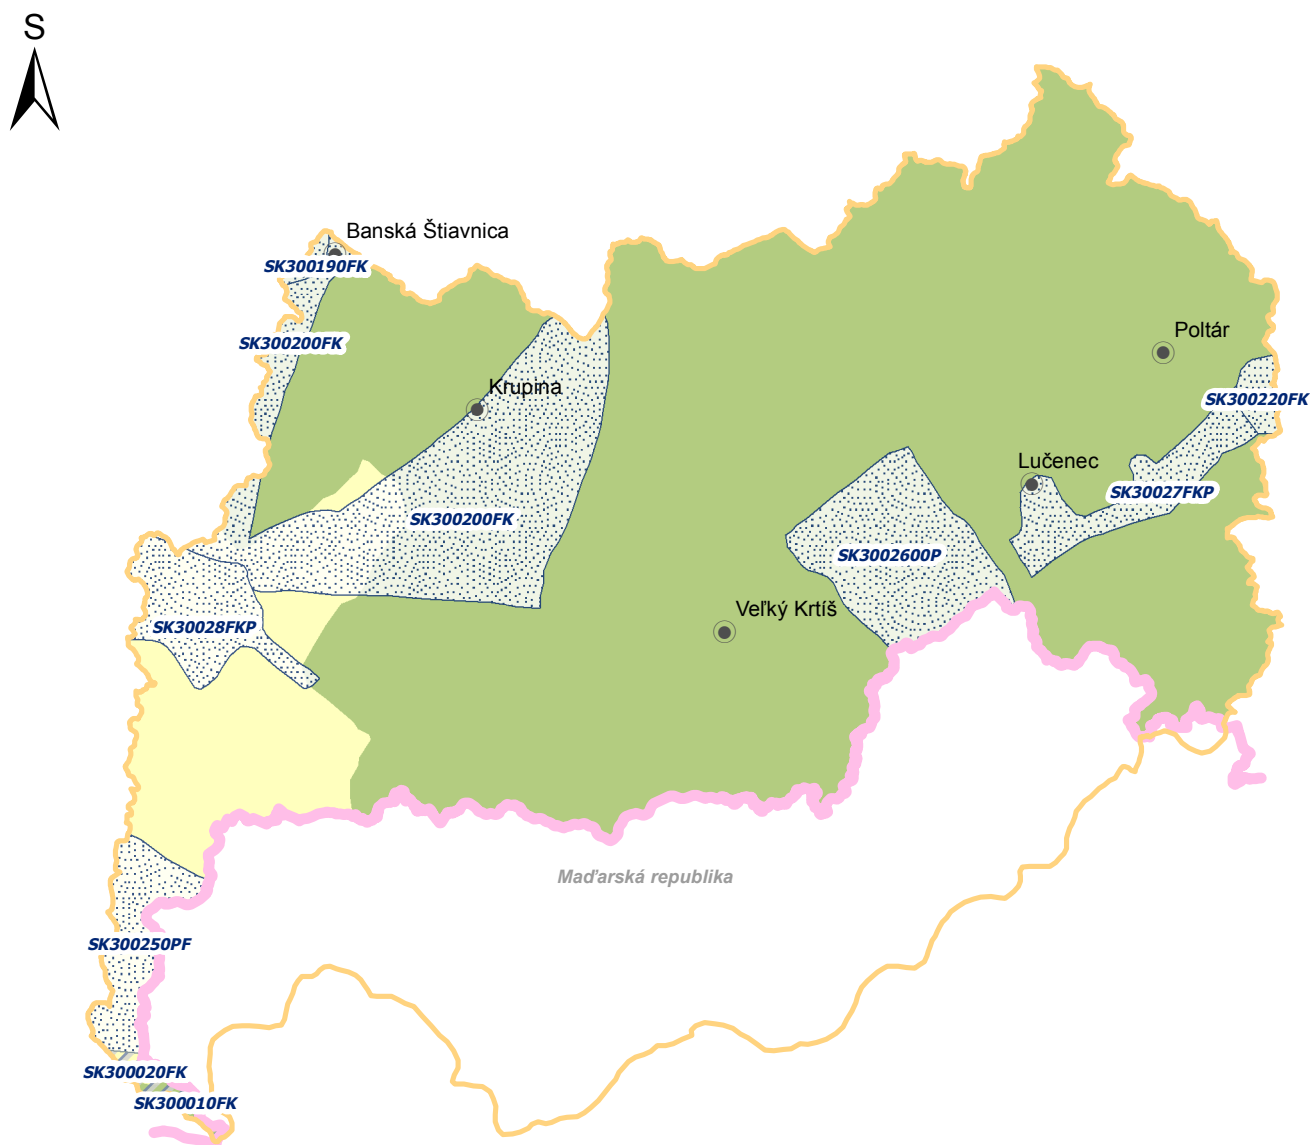 S
Banská Štiavnica
SK300190FK
Poltár
SK300200FK
Krupina
SK300220FK
Lučenec
SK30027FKP
SK300200FK
SK3002600P
Veľký Krtíš
SK30028FKP
Maďarská republika
SK300250PF
SK300020FK
SK300010FK